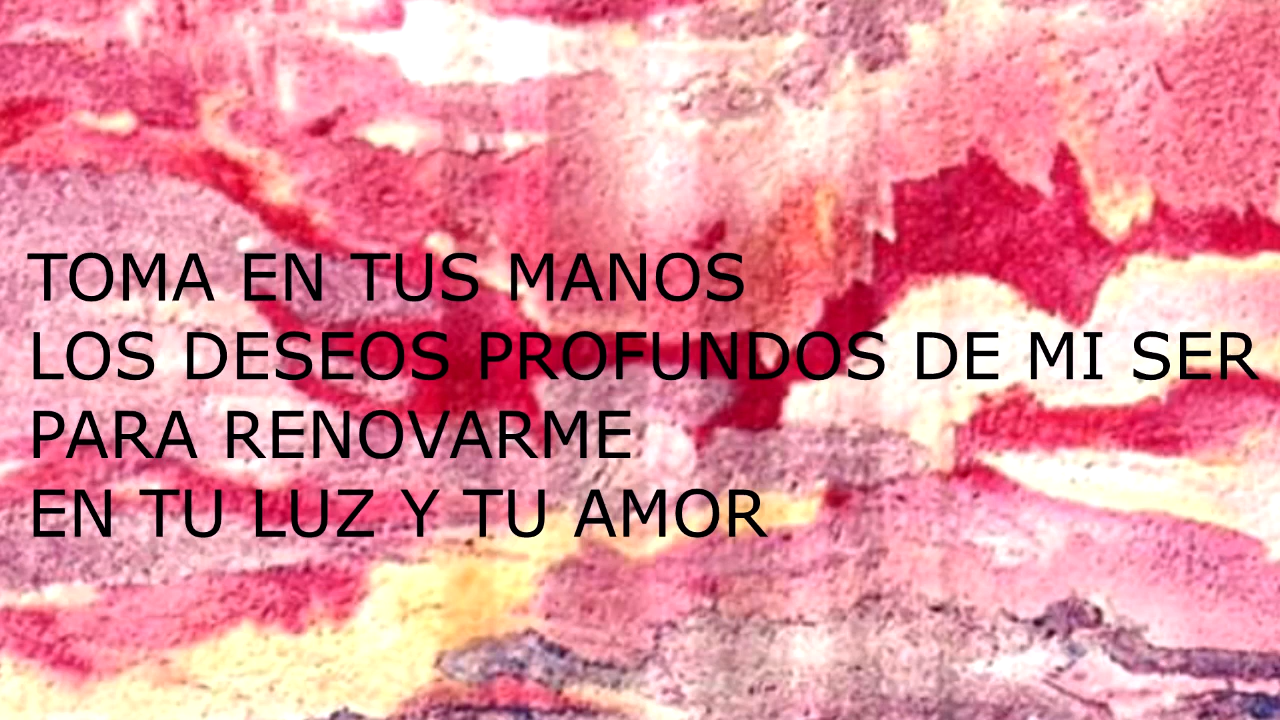 TOMA EN TUS MANOS
LOS DESEOS PROFUNDOS DE MI SER
PARA RENOVARME
EN TU LUZ Y TU AMOR